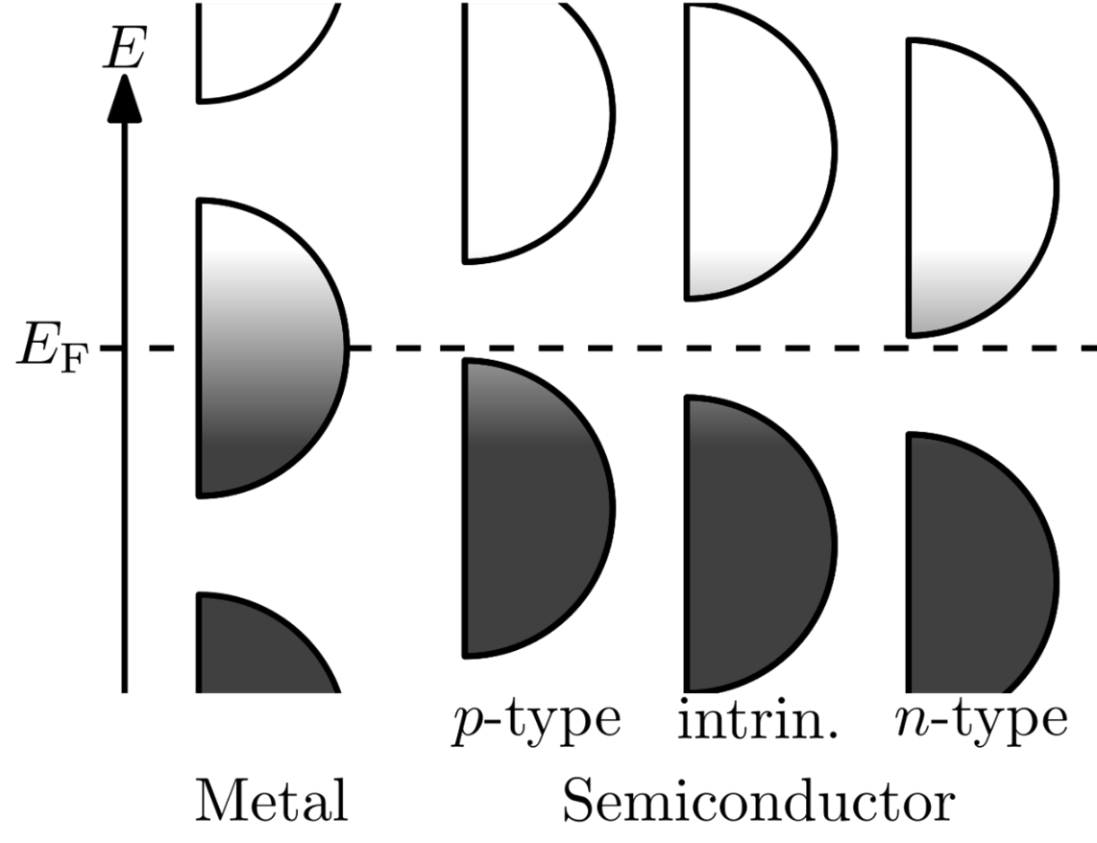 E
E_F
p-type intrin. n-type
Metal Semiconductor